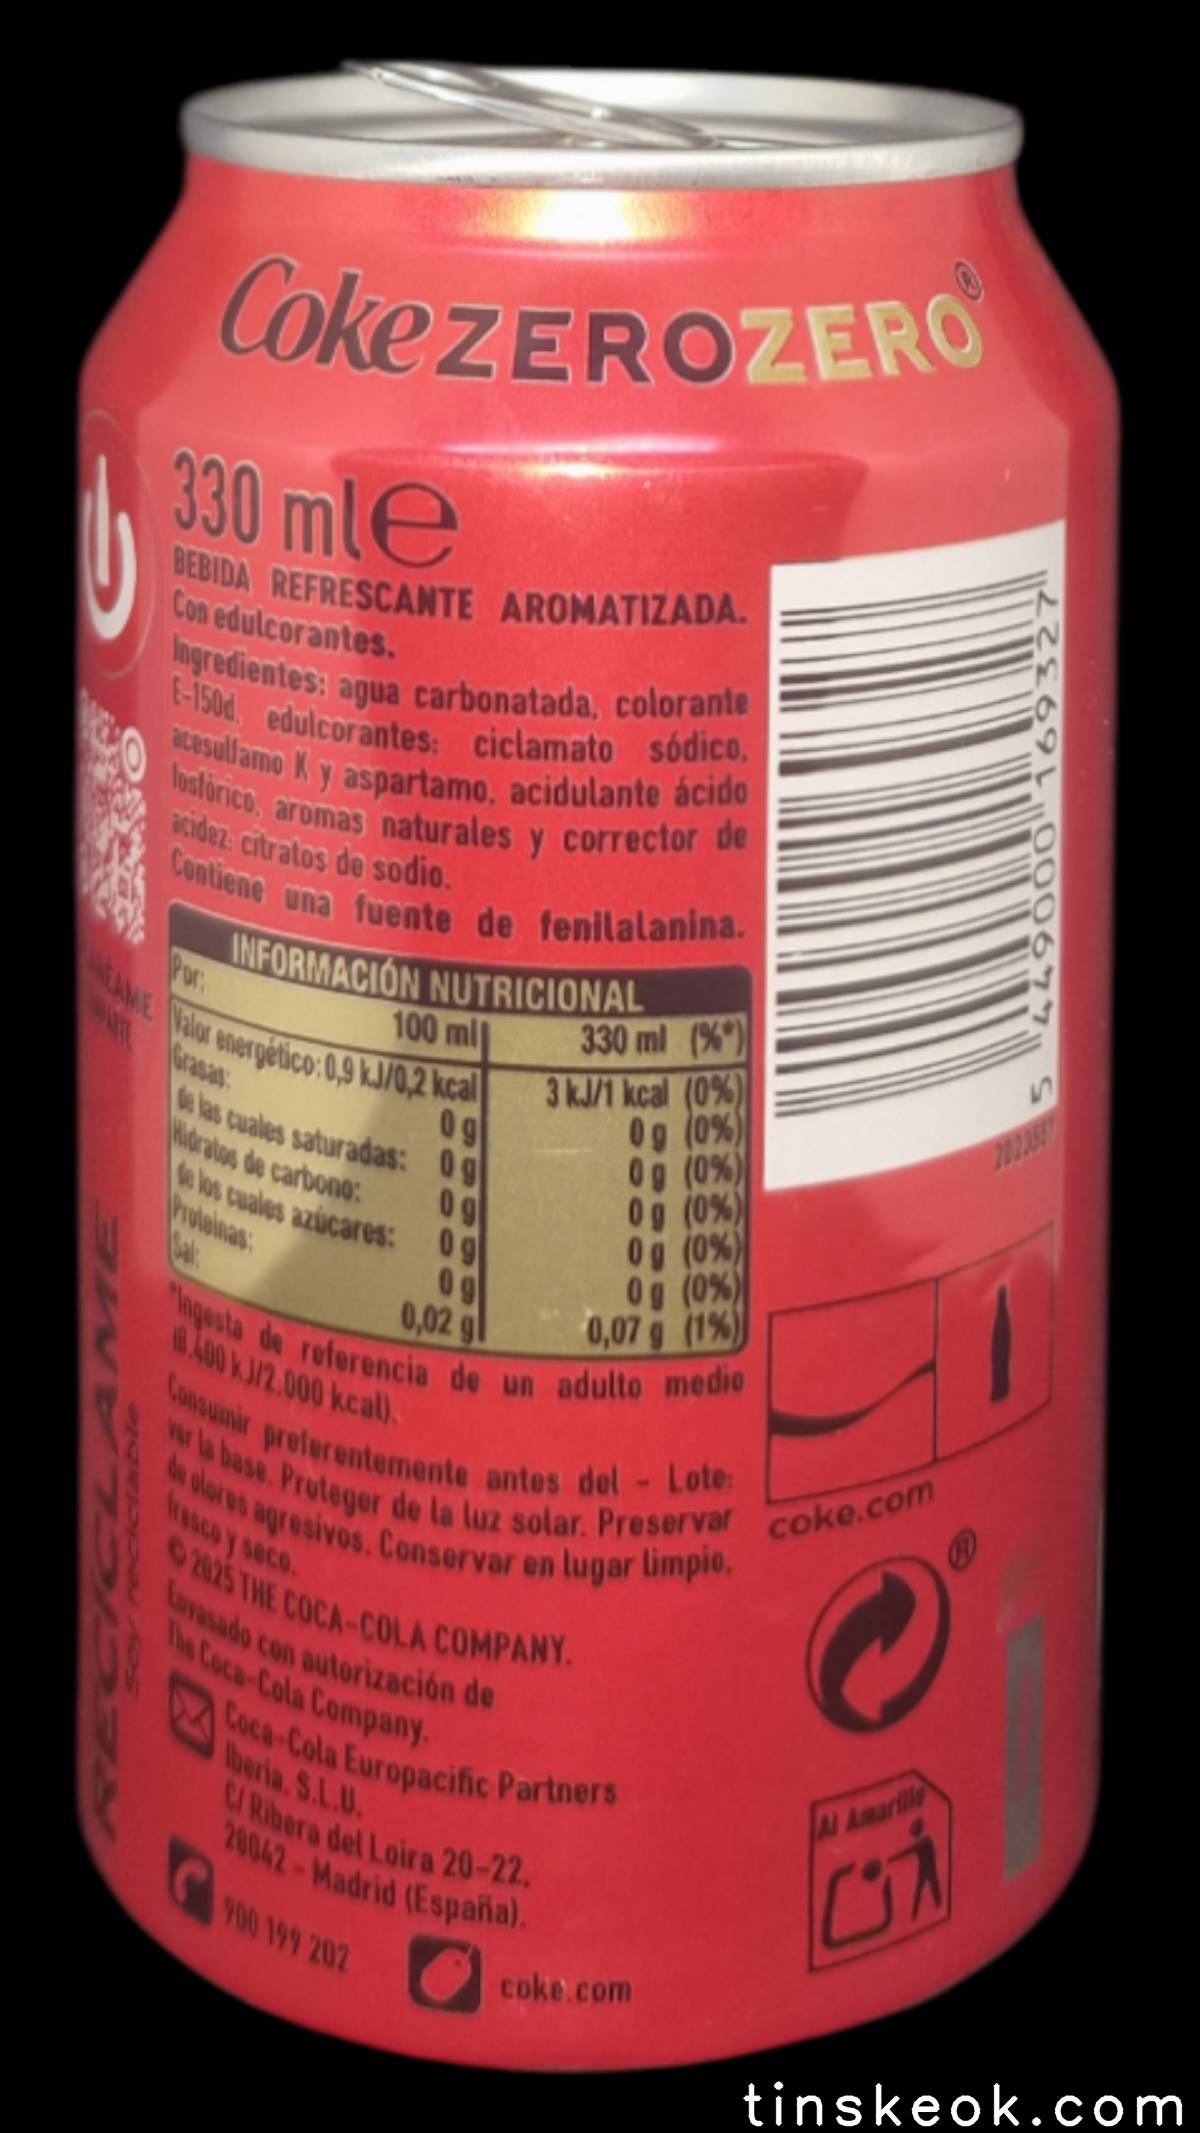 Coke ZERO ZERO®
330 ml e
BEBIDA REFRESCANTE AROMATIZADA.
Con edulcorantes.
Ingredientes: agua carbonatada, colorante
E-150d, edulcorantes: ciclamato sódico,
acesulfamo K y aspartamo, acidulante ácido
fosfórico, aromas naturales y corrector de
acidez: citratos de sodio.
Contiene una fuente de fenilalanina.
INFORMACIÓN NUTRICIONAL
Por: 100 ml 330 ml (%*)
Valor energético: 0,9 kJ/0,2 kcal 3 kJ/1 kcal (0%)
Grasas: 0 g 0 g (0%)
de las cuales saturadas: 0 g 0 g (0%)
Hidratos de carbono: 0 g 0 g (0%)
de los cuales azúcares: 0 g 0 g (0%)
Proteínas: 0 g 0 g (0%)
Sal: 0,02 g 0,07 g (1%)
*Ingesta de referencia de un adulto medio
(8.400 kJ/2.000 kcal).
Consumir preferentemente antes del - Lote:
ver la base. Proteger de la luz solar. Preservar
de olores agresivos. Conservar en lugar limpio,
fresco y seco.
© 2025 THE COCA-COLA COMPANY.
Envasado con autorización de
The Coca-Cola Company.
Coca-Cola Europacific Partners
Iberia, S.L.U.
C/ Ribera del Loira 20-22.
28042 - Madrid (España).
900 199 202
coke.com
5 449000 169327
2023557
coke.com
®
Al Amarillo
RECÍCLAME
Soy reciclable
tinskeok.com